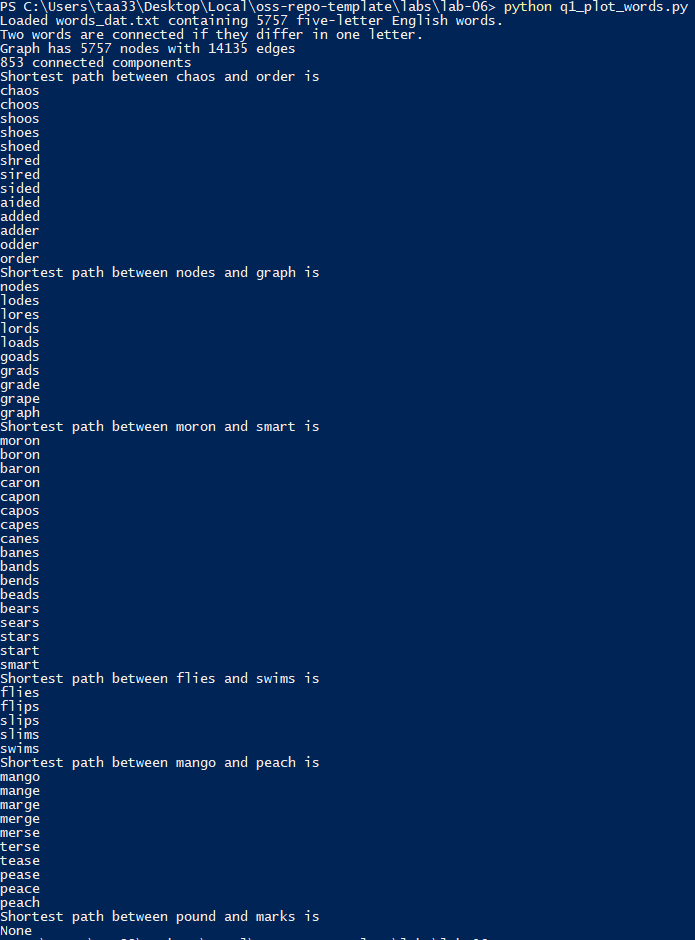 PS C:\Users\taa33\Desktop\Local\oss-repo-template\labs\lab-06> python q1_plot_words.py
Loaded words_dat.txt containing 5757 five-letter English words.
Two words are connected if they differ in one letter.
Graph has 5757 nodes with 14135 edges
853 connected components
Shortest path between chaos and order is
chaos
choos
shoos
shoes
shoed
shred
sired
sided
aided
added
adder
odder
order
Shortest path between nodes and graph is
nodes
lodes
lores
lords
loads
goads
grads
grade
grape
graph
Shortest path between moron and smart is
moron
boron
baron
caron
capon
capos
capes
canes
banes
bands
bends
beads
bears
sears
stars
start
smart
Shortest path between flies and swims is
flies
flips
slips
slims
swims
Shortest path between mango and peach is
mango
mange
marge
merge
merse
terse
tease
pease
peace
peach
Shortest path between pound and marks is
None